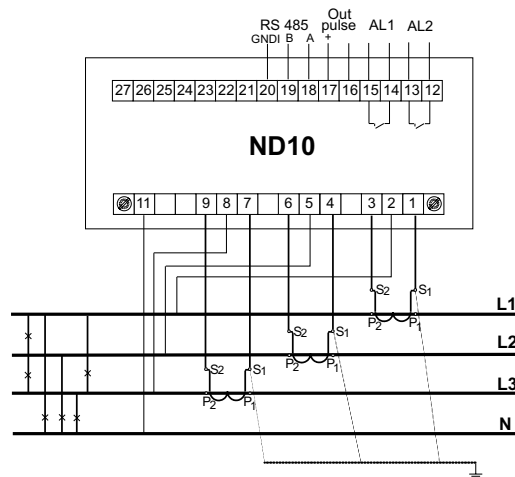 RS 485 Out pulse AL1 AL2
GNDI B A +
27 26 25 24 23 22 21 20 19 18 17 16 15 14 13 12
ND10
11 9 8 7 6 5 4 3 2 1
S2 S1
L1
P2 P1
S2 S1
L2
P2 P1
S2 S1
L3
P2 P1
N